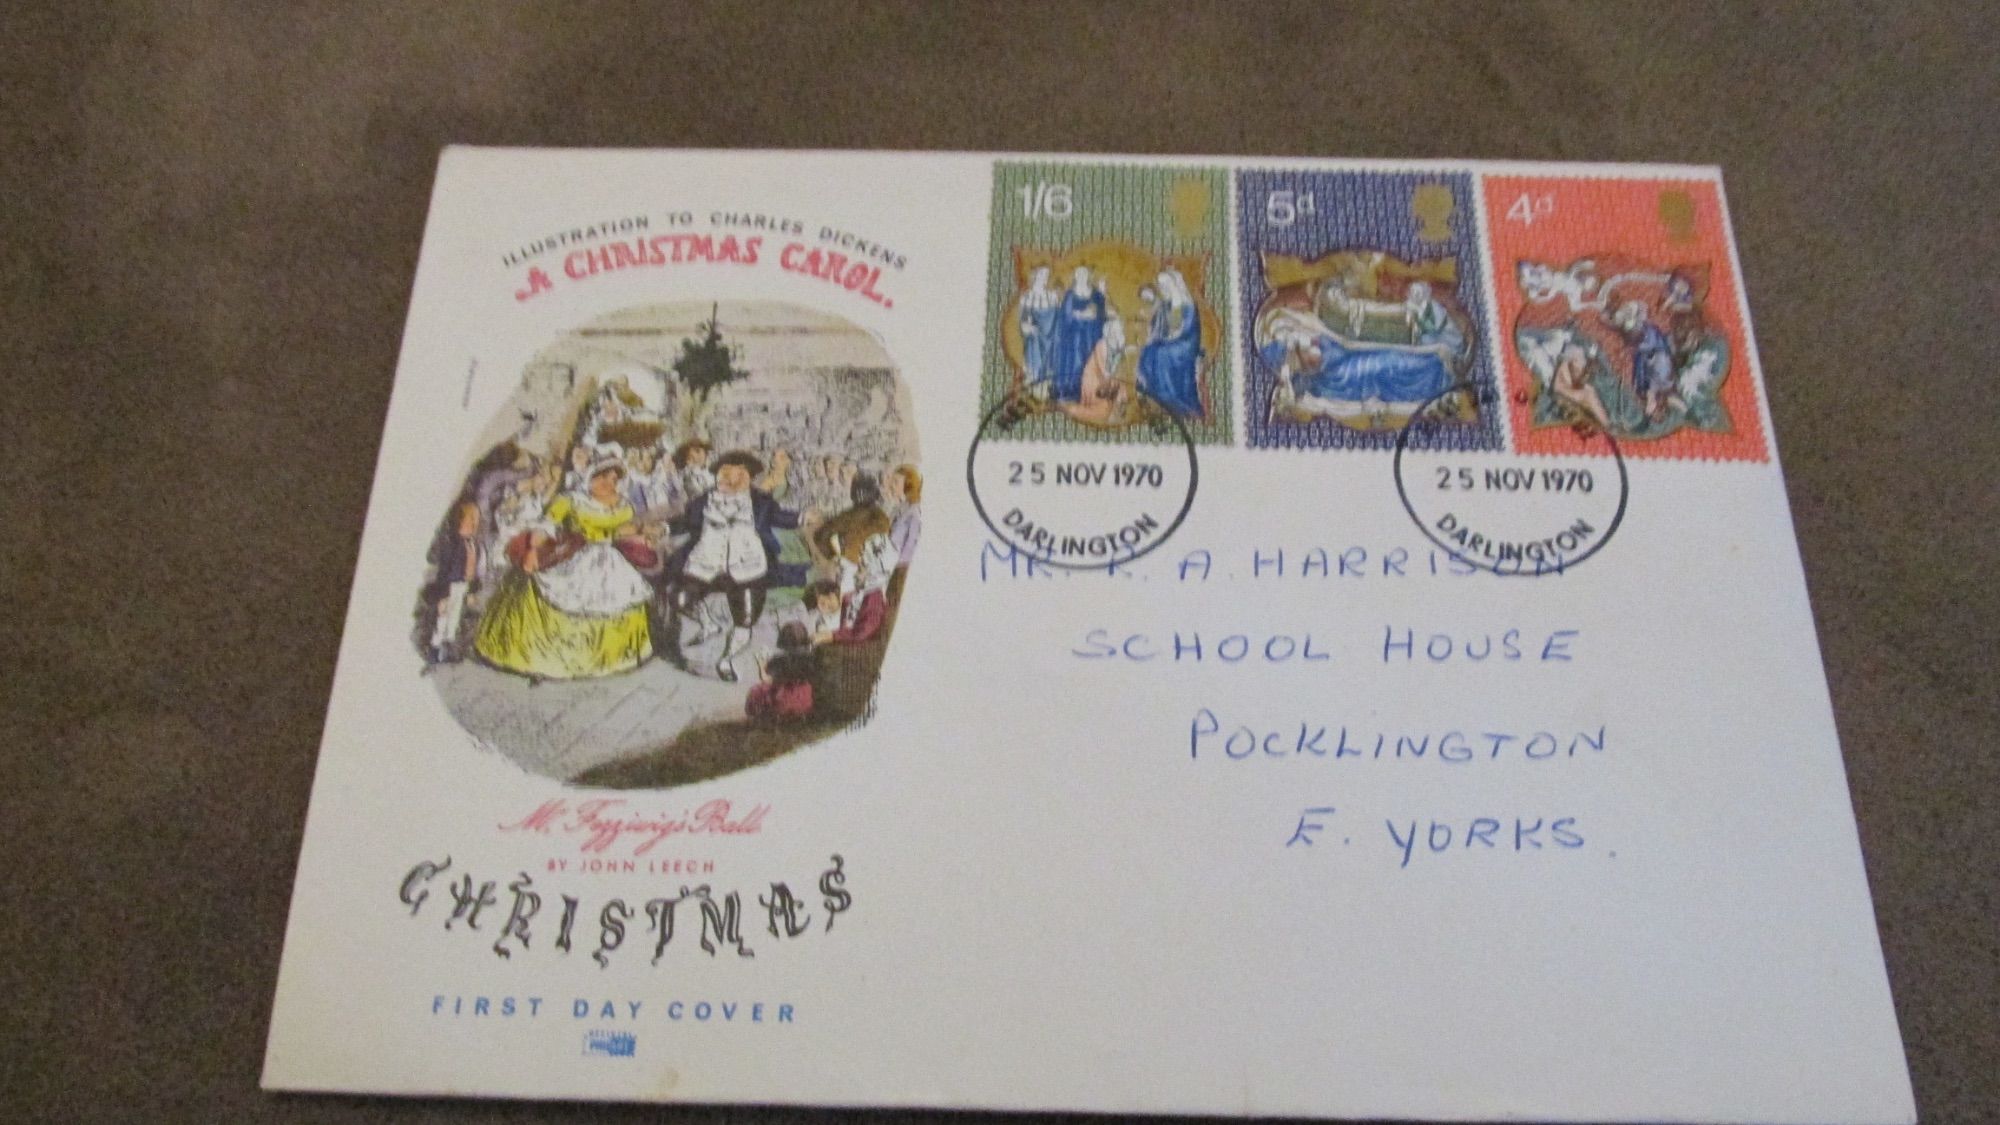 ILLUSTRATION TO CHARLES DICKENS
A CHRISTMAS CAROL.
Mr. Fezziwig's Ball
BY JOHN LEECH
CHRISTMAS
FIRST DAY COVER
1/6
5d
4d
25 NOV 1970
DARLINGTON
25 NOV 1970
DARLINGTON
MR. R. A. HARRISON
SCHOOL HOUSE
POCKLINGTON
E. YORKS.